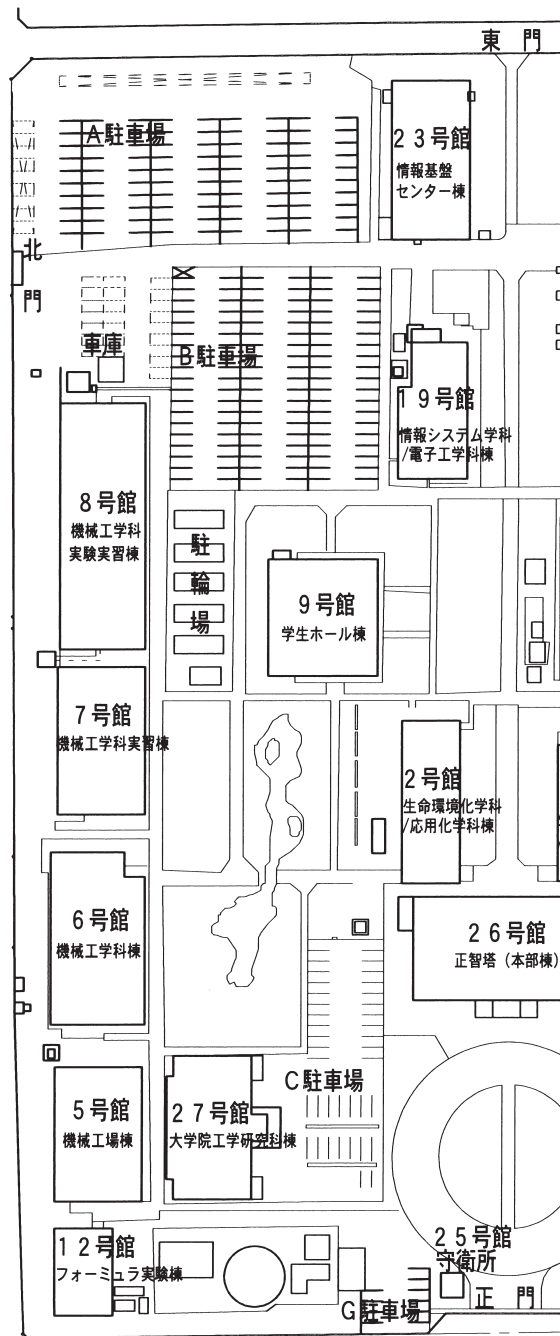 東 門
A駐車場
23号館
情報基盤
センター棟
北
門
車庫
B駐車場
19号館
情報システム学科
/電子工学科棟
8号館
機械工学科
実験実習棟
駐
輪
場
9号館
学生ホール棟
7号館
機械工学科実習棟
2号館
生命環境化学科
/応用化学科棟
6号館
機械工学科棟
26号館
正智塔(本部棟)
C駐車場
5号館
機械工場棟
27号館
大学院工学研究科棟
12号館
フォーミュラ実験棟
25号館
守衛所
正 門
G駐車場